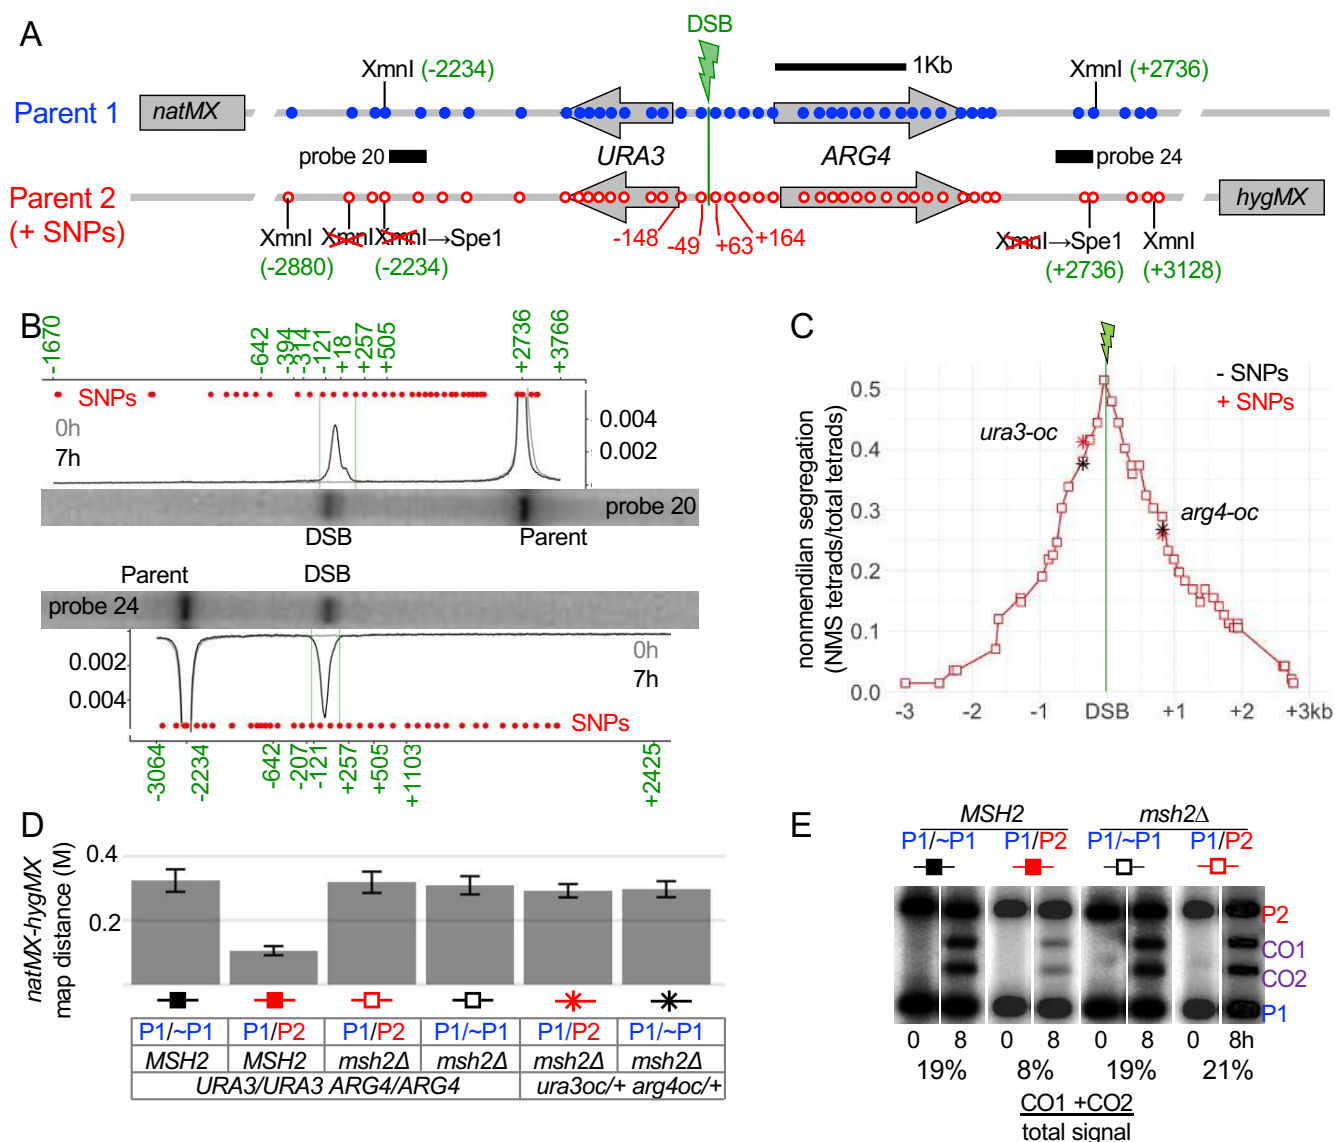 A
DSB
XmnI (-2234)
1Kb
XmnI (+2736)
Parent 1
natMX
probe 20
URA3
ARG4
probe 24
Parent 2
(+ SNPs)
hygMX
XmnI XmnI XmnI→Spe1
-148 -49 +63 +164
XmnI→Spe1 XmnI
(-2880) (-2234)
(+2736) (+3128)
B
-1670 -642 -394 -314 -121 +18 +257 +505 +2736 +3766
SNPs
0h
7h
0.004
0.002
probe 20
DSB
Parent
Parent
DSB
probe 24
0.002
0.004
0h
7h
SNPs
-3064 -2234 -642 -207 -121 +257 +505 +1103 +2425
C
nonmendilan segregation
(NMS tetrads/total tetrads)
0.5
0.4
0.3
0.2
0.1
0.0
- SNPs
+ SNPs
ura3-oc
arg4-oc
-3 -2 -1 DSB +1 +2 +3kb
D
natMX-hygMX
map distance (M)
0.4
0.2
P1/~P1 P1/P2 P1/P2 P1/~P1 P1/P2 P1/~P1
MSH2 MSH2 msh2Δ msh2Δ msh2Δ msh2Δ
URA3/URA3 ARG4/ARG4 ura3oc/+ arg4oc/+
E
MSH2 msh2Δ
P1/~P1 P1/P2 P1/~P1 P1/P2
P2
CO1
CO2
P1
0 8 0 8 0 8 0 8h
19% 8% 19% 21%
CO1 +CO2
total signal